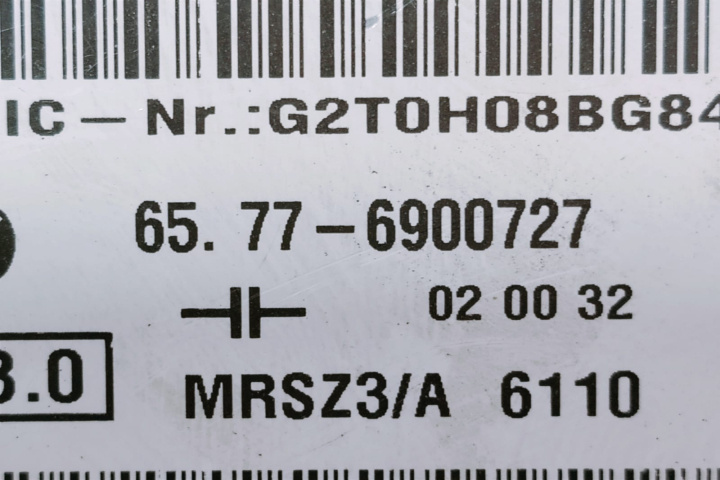 IC - Nr.:G2T0H08BG84
65. 77-6900727
02 00 32
3.0
MRSZ3/A 6110